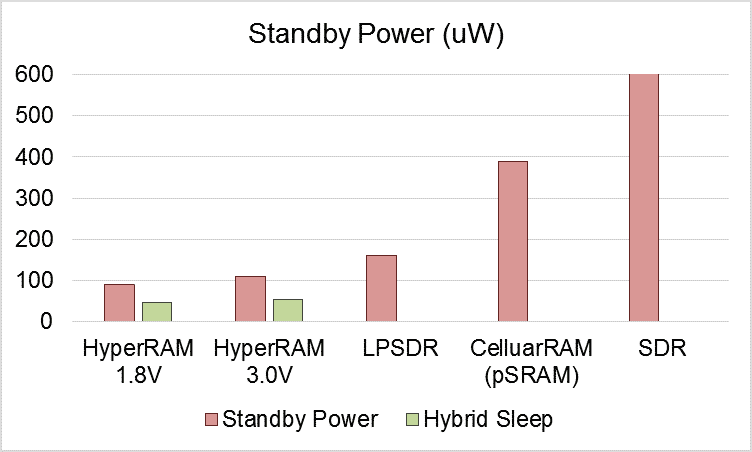 Standby Power (uW)
600
500
400
300
200
100
0
HyperRAM
1.8V
HyperRAM
3.0V
LPSDR
CelluarRAM
(pSRAM)
SDR
Standby Power
Hybrid Sleep